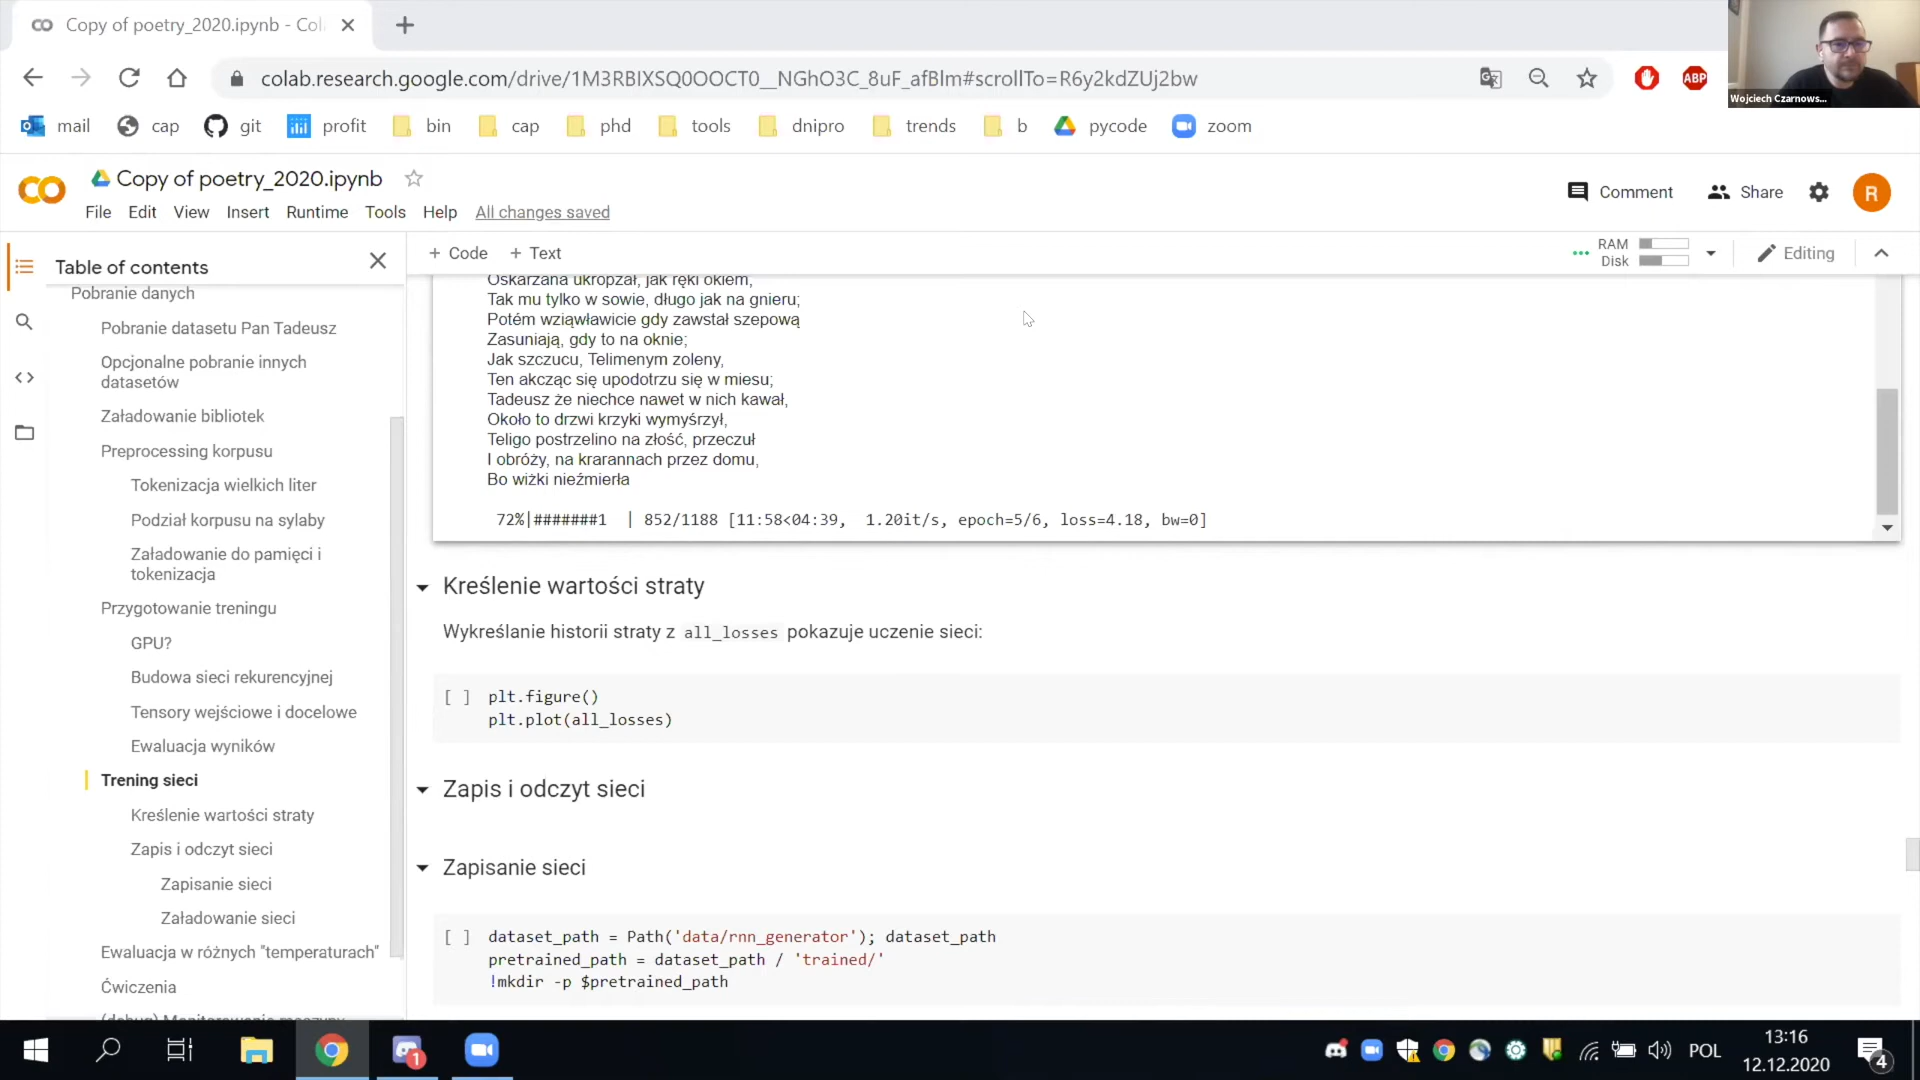 Copy of poetry_2020.ipynb - Col
colab.research.google.com/drive/1M3RBIXSQ0OOCT0__NGhO3C_8uF_afBlm#scrollTo=R6y2kdZUj2bw
ABP
Wojciech Czarnows...
mail cap git profit bin cap phd tools dnipro trends b pycode zoom
Copy of poetry_2020.ipynb
Comment Share R
File Edit View Insert Runtime Tools Help All changes saved
Table of contents
+ Code + Text
RAM
Disk
Editing
Pobranie danych
Pobranie datasetu Pan Tadeusz
Opcjonalne pobranie innych
datasetów
Załadowanie bibliotek
Preprocessing korpusu
Tokenizacja wielkich liter
Podział korpusu na sylaby
Załadowanie do pamięci i
tokenizacja
Przygotowanie treningu
GPU?
Budowa sieci rekurencyjnej
Tensory wejściowe i docelowe
Ewaluacja wyników
Trening sieci
Kreślenie wartości straty
Zapis i odczyt sieci
Zapisanie sieci
Załadowanie sieci
Ewaluacja w różnych "temperaturach"
Ćwiczenia
(debug) Monitorowanie maszyny
Oskarżana ukropzał, jak ręki okiem,
Tak mu tylko w sowie, długo jak na gnieru;
Potém wziąwławicie gdy zawstał szepową
Zasuniają, gdy to na oknie;
Jak szczucu, Telimenym zoleny,
Ten akcząc się upodotrzu się w miesu;
Tadeusz że niechce nawet w nich kawał,
Około to drzwi krzyki wymyśrzył,
Teligo postrzelino na złość, przeczuł
I obróży, na krarannach przez domu,
Bo wiżki nieźmierła
72%|#######1 | 852/1188 [11:58<04:39, 1.20it/s, epoch=5/6, loss=4.18, bw=0]
Kreślenie wartości straty
Wykreślanie historii straty z all_losses pokazuje uczenie sieci:
[ ] plt.figure()
plt.plot(all_losses)
Zapis i odczyt sieci
Zapisanie sieci
[ ] dataset_path = Path('data/rnn_generator'); dataset_path
pretrained_path = dataset_path / 'trained/'
!mkdir -p $pretrained_path
1
POL
13:16
12.12.2020
4